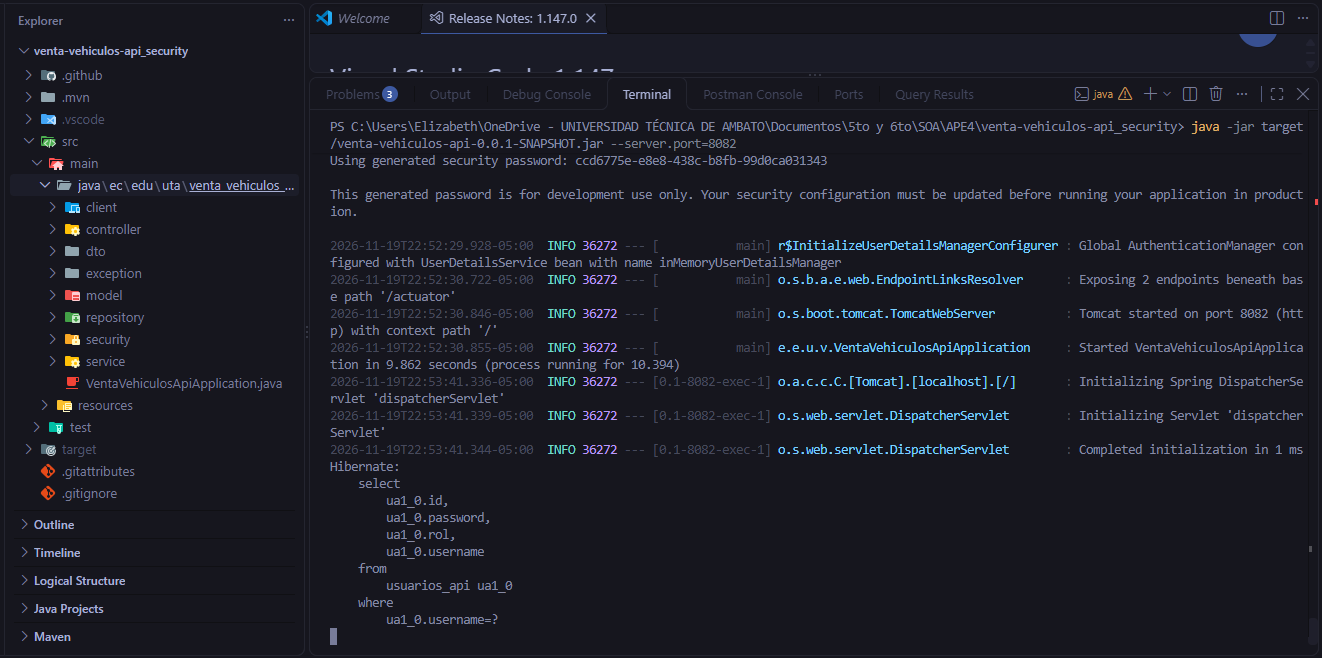 Explorer
venta-vehiculos-api_security
.github
.mvn
.vscode
src
main
java\ec\edu\uta\venta_vehiculos_...
client
controller
dto
exception
model
repository
security
service
VentaVehiculosApiApplication.java
resources
test
target
.gitattributes
.gitignore
Outline
Timeline
Logical Structure
Java Projects
Maven
Welcome
Release Notes: 1.147.0
Problems 3
Output
Debug Console
Terminal
Postman Console
Ports
Query Results
java
PS C:\Users\Elizabeth\OneDrive - UNIVERSIDAD TÉCNICA DE AMBATO\Documentos\5to y 6to\SOA\APE4\venta-vehiculos-api_security> java -jar target
/venta-vehiculos-api-0.0.1-SNAPSHOT.jar --server.port=8082
Using generated security password: ccd6775e-e8e8-438c-b8fb-99d0ca031343
This generated password is for development use only. Your security configuration must be updated before running your application in product
ion.
2026-11-19T22:52:29.928-05:00  INFO 36272 --- [           main] r$InitializeUserDetailsManagerConfigurer : Global AuthenticationManager con
figured with UserDetailsService bean with name inMemoryUserDetailsManager
2026-11-19T22:52:30.722-05:00  INFO 36272 --- [           main] o.s.b.a.e.web.EndpointLinksResolver      : Exposing 2 endpoints beneath bas
e path '/actuator'
2026-11-19T22:52:30.846-05:00  INFO 36272 --- [           main] o.s.boot.tomcat.TomcatWebServer          : Tomcat started on port 8082 (htt
p) with context path '/'
2026-11-19T22:52:30.855-05:00  INFO 36272 --- [           main] e.e.u.v.VentaVehiculosApiApplication     : Started VentaVehiculosApiApplica
tion in 9.862 seconds (process running for 10.394)
2026-11-19T22:53:41.336-05:00  INFO 36272 --- [0.1-8082-exec-1] o.a.c.c.C.[Tomcat].[localhost].[/]       : Initializing Spring DispatcherSe
rvlet 'dispatcherServlet'
2026-11-19T22:53:41.339-05:00  INFO 36272 --- [0.1-8082-exec-1] o.s.web.servlet.DispatcherServlet        : Initializing Servlet 'dispatcher
Servlet'
2026-11-19T22:53:41.344-05:00  INFO 36272 --- [0.1-8082-exec-1] o.s.web.servlet.DispatcherServlet        : Completed initialization in 1 ms
Hibernate:
select
ua1_0.id,
ua1_0.password,
ua1_0.rol,
ua1_0.username
from
usuarios_api ua1_0
where
ua1_0.username=?